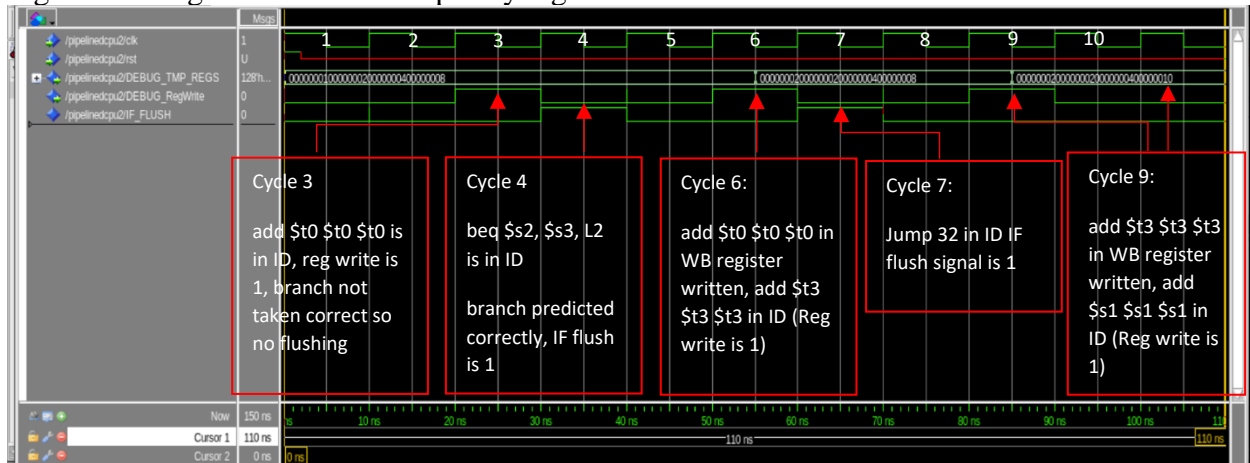 Msgs
/pipelinedcpu2/clk 1
/pipelinedcpu2/rst U
/pipelinedcpu2/DEBUG_TMP_REGS 128'h...
/pipelinedcpu2/DEBUG_RegWrite 0
/pipelinedcpu2/IF_FLUSH 0
1 2 3 4 5 6 7 8 9 10
00000001000000020000000400000008 00000002000000020000000400000008 00000002000000020000000400000010
Cycle 3
add $t0 $t0 $t0 is
in ID, reg write is
1, branch not
taken correct so
no flushing
Cycle 4
beq $s2, $s3, L2
is in ID
branch predicted
correctly, IF flush
is 1
Cycle 6:
add $t0 $t0 $t0 in
WB register
written, add $t3
$t3 $t3 in ID (Reg
write is 1)
Cycle 7:
Jump 32 in ID IF
flush signal is 1
Cycle 9:
add $t3 $t3 $t3
in WB register
written, add
$s1 $s1 $s1 in
ID (Reg write is
1)
Now 150 ns
Cursor 1 110 ns
Cursor 2 0 ns
10 ns 20 ns 30 ns 40 ns 50 ns 60 ns 70 ns 80 ns 90 ns 100 ns
110 ns 110 ns
0 ns